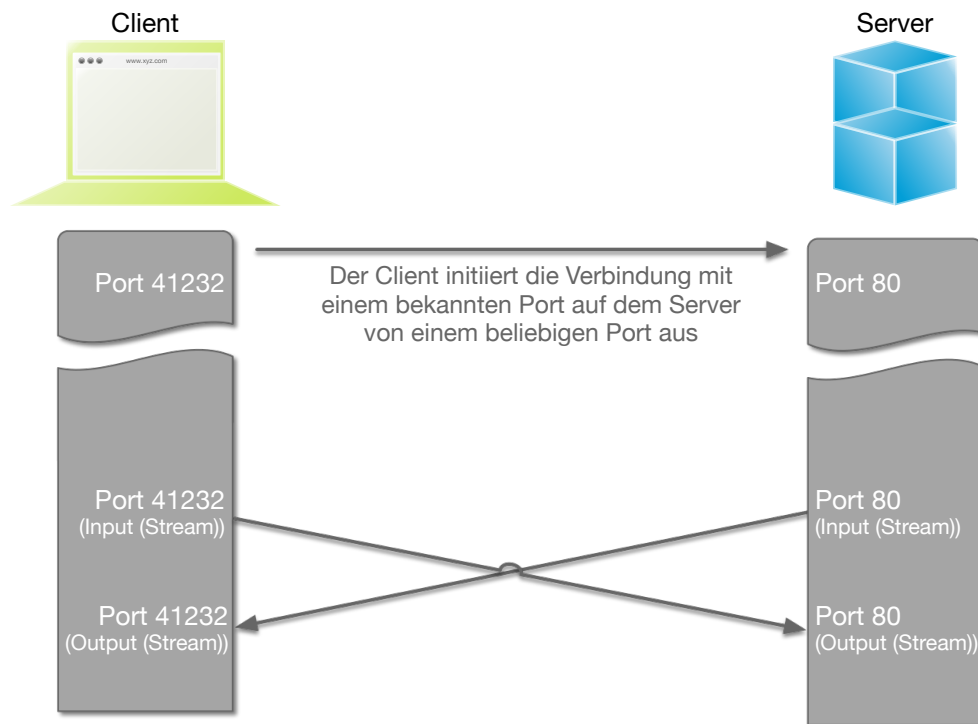 Client
Server
www.xyz.com
Port 41232
Der Client initiiert die Verbindung mit
einem bekannten Port auf dem Server
von einem beliebigen Port aus
Port 80
Port 41232
(Input (Stream))
Port 80
(Input (Stream))
Port 41232
(Output (Stream))
Port 80
(Output (Stream))